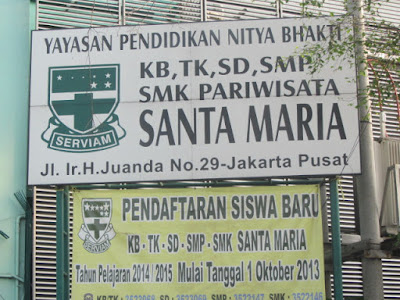 YAYASAN PENDIDIKAN NITYA BHAKTI
KB,TK,SD,SMP
SMK PARIWISATA
SANTA MARIA
SERVIAM
Jl. Ir.H.Juanda No.29-Jakarta Pusat
PENDAFTARAN SISWA BARU
KB - TK - SD - SMP - SMK SANTA MARIA
Tahun Pelajaran 2014/2015 Mulai Tanggal 1 Oktober 2013